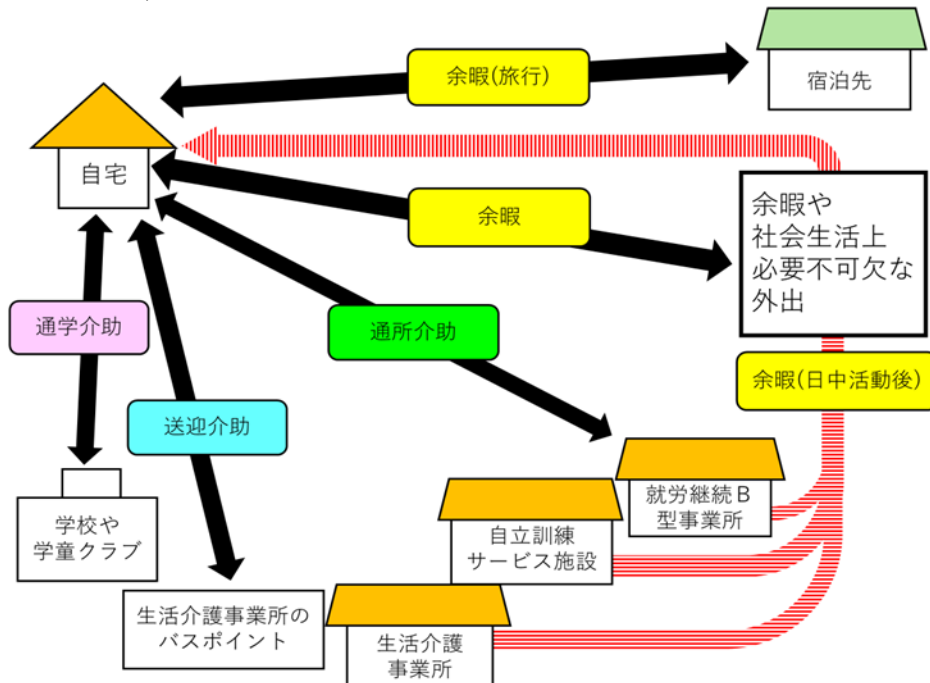 余暇(旅行)
宿泊先
自宅
余暇
余暇や
社会生活上
必要不可欠な
外出
通学介助
通所介助
余暇(日中活動後)
送迎介助
就労継続B
型事業所
学校や
学童クラブ
自立訓練
サービス施設
生活介護事業所の
バスポイント
生活介護
事業所